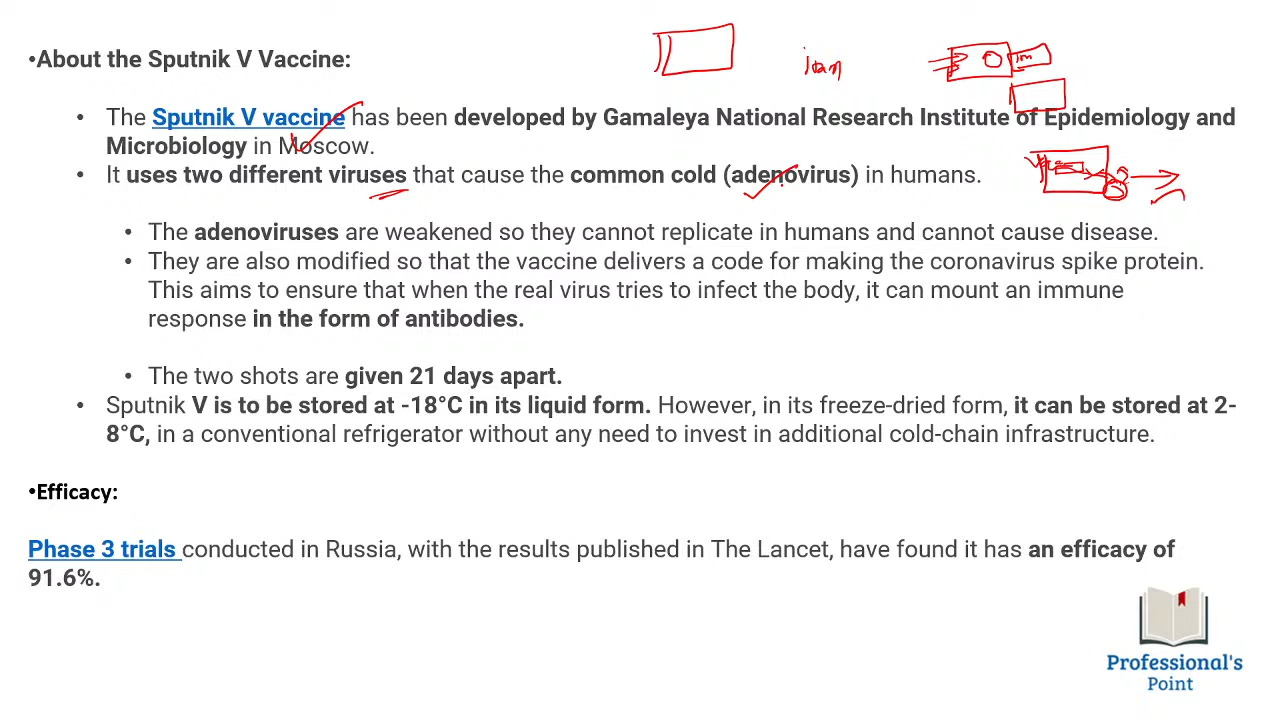 •About the Sputnik V Vaccine:
• The Sputnik V vaccine has been developed by Gamaleya National Research Institute of Epidemiology and
Microbiology in Moscow.
• It uses two different viruses that cause the common cold (adenovirus) in humans.
• The adenoviruses are weakened so they cannot replicate in humans and cannot cause disease.
• They are also modified so that the vaccine delivers a code for making the coronavirus spike protein.
This aims to ensure that when the real virus tries to infect the body, it can mount an immune
response in the form of antibodies.
• The two shots are given 21 days apart.
• Sputnik V is to be stored at -18°C in its liquid form. However, in its freeze-dried form, it can be stored at 2-
8°C, in a conventional refrigerator without any need to invest in additional cold-chain infrastructure.
•Efficacy:
Phase 3 trials conducted in Russia, with the results published in The Lancet, have found it has an efficacy of
91.6%.
Professional's
Point